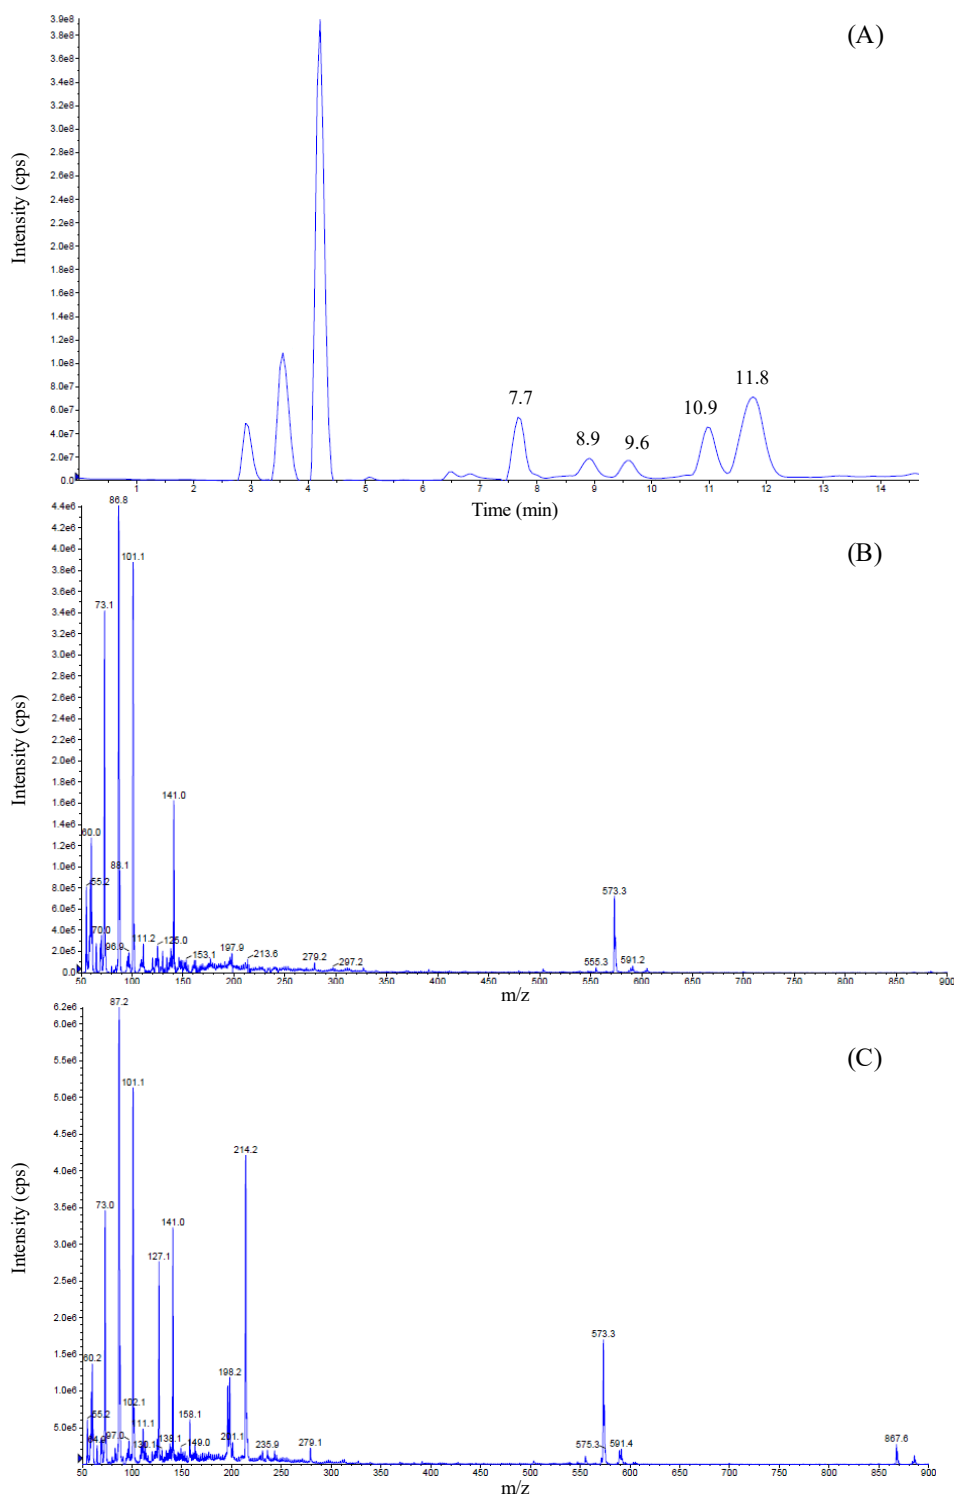 (A)
Intensity (cps)
3.9e8
3.8e8
3.6e8
3.4e8
3.2e8
3.0e8
2.8e8
2.6e8
2.4e8
2.2e8
2.0e8
1.8e8
1.6e8
1.4e8
1.2e8
1.0e8
8.0e7
6.0e7
4.0e7
2.0e7
0.0
7.7
8.9
9.6
10.9
11.8
1 2 3 4 5 6 7 8 9 10 11 12 13 14
Time (min)
(B)
Intensity (cps)
4.4e6
4.2e6
4.0e6
3.8e6
3.6e6
3.4e6
3.2e6
3.0e6
2.8e6
2.6e6
2.4e6
2.2e6
2.0e6
1.8e6
1.6e6
1.4e6
1.2e6
1.0e6
8.0e5
6.0e5
4.0e5
2.0e5
0.0
86.8
101.1
73.1
141.0
60.0
88.1
55.2
70.0
96.9
111.2
125.0
153.1
197.9
213.6
279.2
297.2
555.3
573.3
591.2
50 100 150 200 250 300 350 400 450 500 550 600 650 700 750 800 850 900
m/z
(C)
Intensity (cps)
6.2e6
6.0e6
5.5e6
5.0e6
4.5e6
4.0e6
3.5e6
3.0e6
2.5e6
2.0e6
1.5e6
1.0e6
5.0e5
0.0
87.2
101.1
214.2
73.0
141.0
127.1
60.2
102.1
55.2
97.0
149.0
158.1
198.2
201.1
235.9
279.1
573.3
575.3
591.4
867.6
50 100 150 200 250 300 350 400 450 500 550 600 650 700 750 800 850 900
m/z